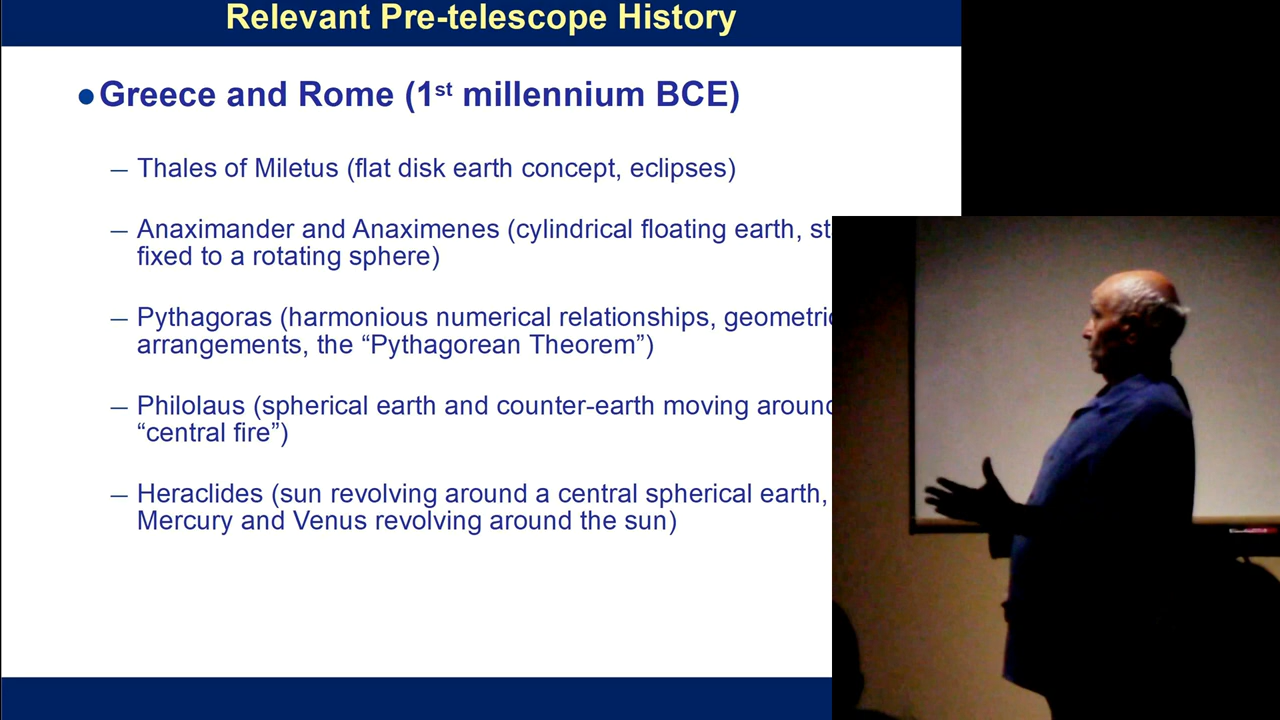 Relevant Pre-telescope History
●Greece and Rome (1st millennium BCE)
– Thales of Miletus (flat disk earth concept, eclipses)
– Anaximander and Anaximenes (cylindrical floating earth,
fixed to a rotating sphere)
– Pythagoras (harmonious numerical relationships,
arrangements, the “Pythagorean Theorem”)
– Philolaus (spherical earth and counter-earth moving around
“central fire”)
– Heraclides (sun revolving around a central spherical earth,
Mercury and Venus revolving around the sun)